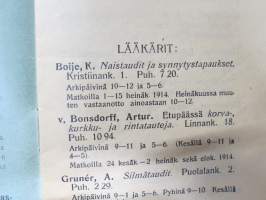 LÄÄKÄRIT:
Boije, K. Naistaudit ja synnytystapaukset,
Kristiinank. 1. Puh. 7 20.
Arkipäivinä 10—12 ja 5—6.
Matkoilla 1—15 heinäk. 1914. Heinäkuussa muu-
ten vastaanotto ainoastaan 10—12.
v. Bonsdorff, Artur. Etupäässä korva-,
kurkku- ja rintatauteja. Linnank. 18.
Puh. 10 94.
Arkipäivinä 9—11 ja 5—6. (Kesällä 9—11 ja
4—5).
Matkoilla 24 kesäk.—2 heinäk. sekä elok. 1914.
Grunér, A. Silmätaudit. Puolalank. 2.
Puh. 2 29.
Arkipäivinä 9—1 ja 5—6. Pyhinä 9—10. Kesällä